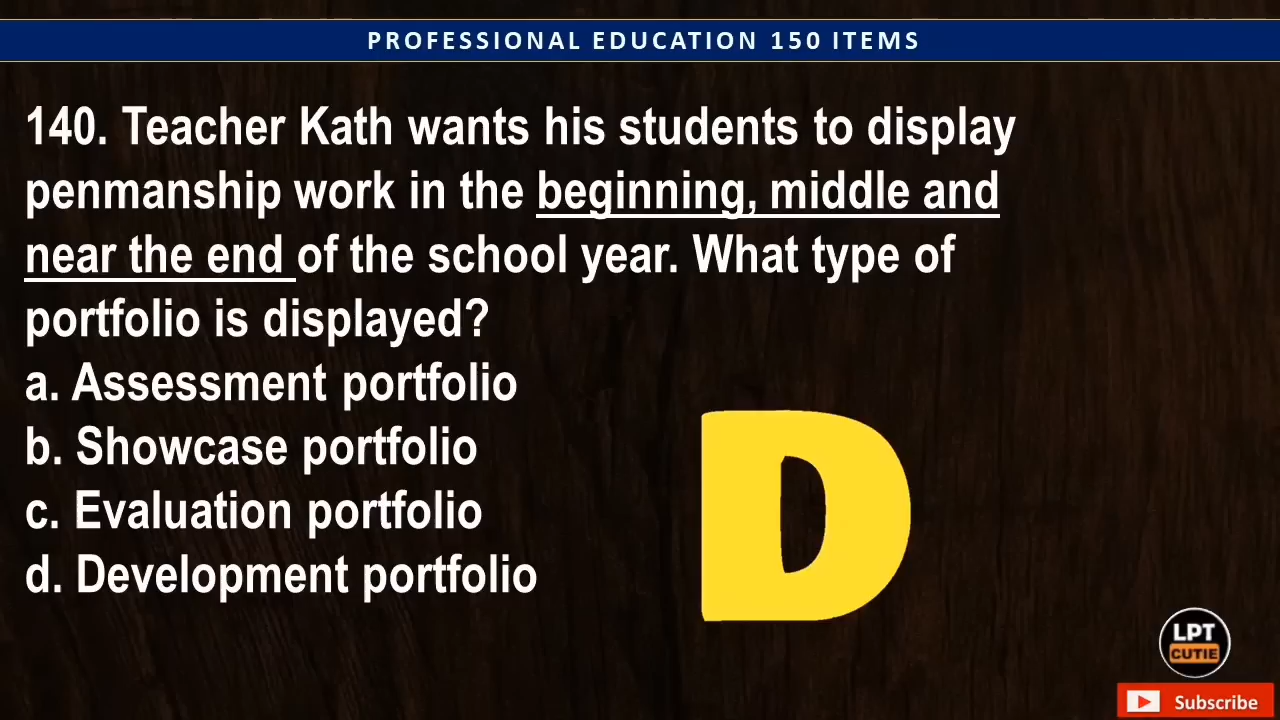 PROFESSIONAL EDUCATION 150 ITEMS
140. Teacher Kath wants his students to display
penmanship work in the beginning, middle and
near the end of the school year. What type of
portfolio is displayed?
a. Assessment portfolio
b. Showcase portfolio
c. Evaluation portfolio
d. Development portfolio
D
LPT
CUTIE
Subscribe